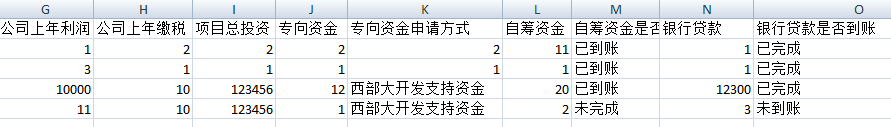 G H I J K L M N O
公司上年利润 公司上年缴税 项目总投资 专向资金 专向资金申请方式 自筹资金 自筹资金是否 银行贷款 银行贷款是否到账
1 2 2 2 2 11 已到账 1 已完成
3 1 1 1 1 1 已到账 1 已完成
10000 10 123456 12 西部大开发支持资金 20 已到账 12300 已完成
11 10 123456 1 西部大开发支持资金 2 未完成 3 未到账